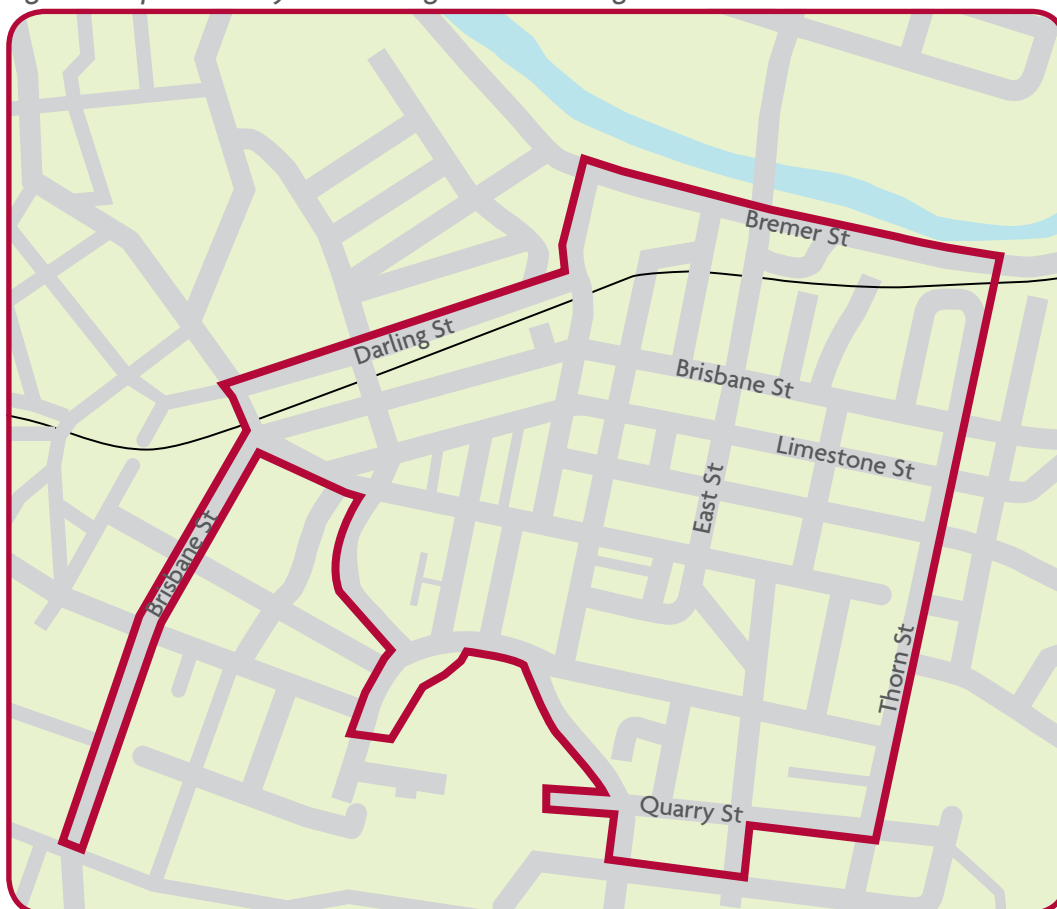 Bremer St
Darling St
Brisbane St
Limestone St
East St
Brisbane St
Thorn St
Quarry St